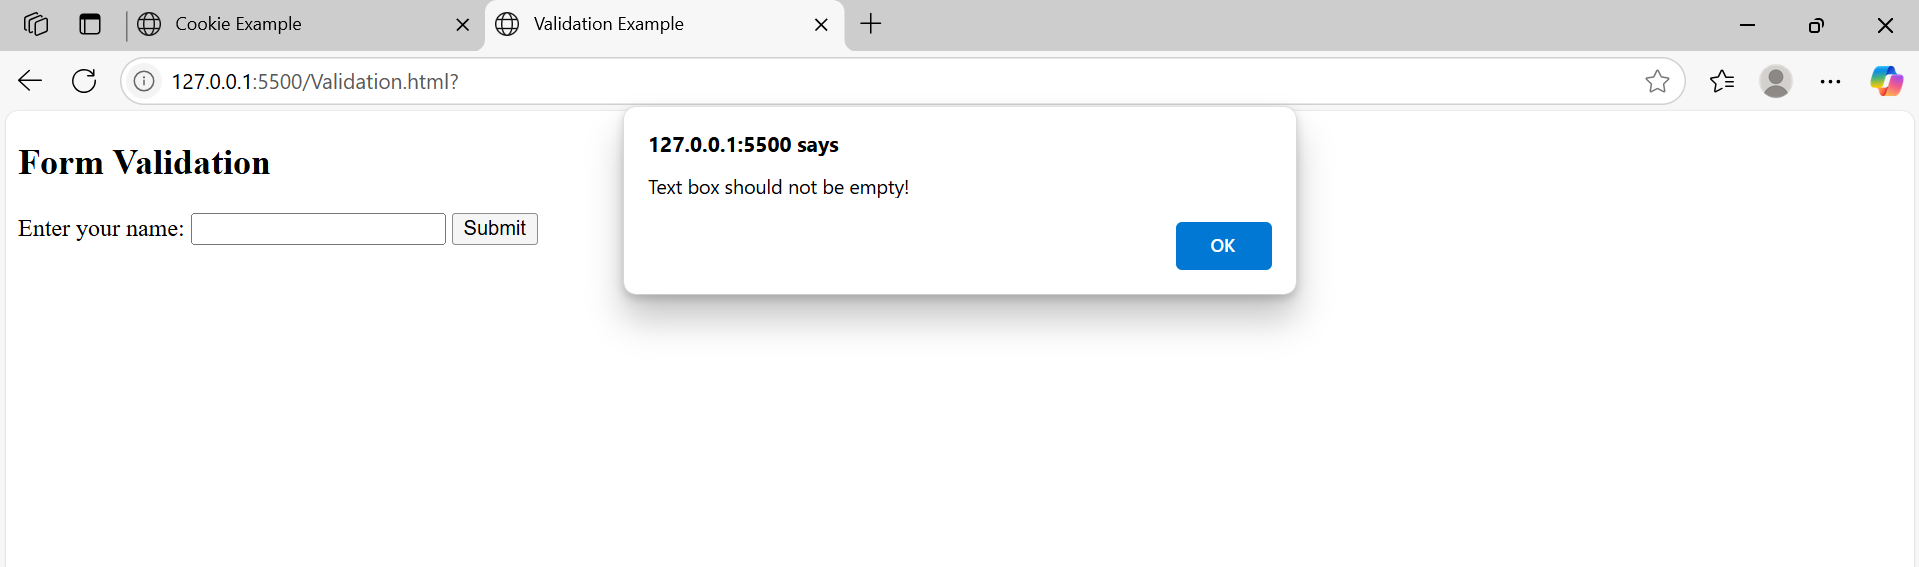 Cookie Example
Validation Example
127.0.0.1:5500/Validation.html?
127.0.0.1:5500 says
Text box should not be empty!
OK
Form Validation
Enter your name: Submit